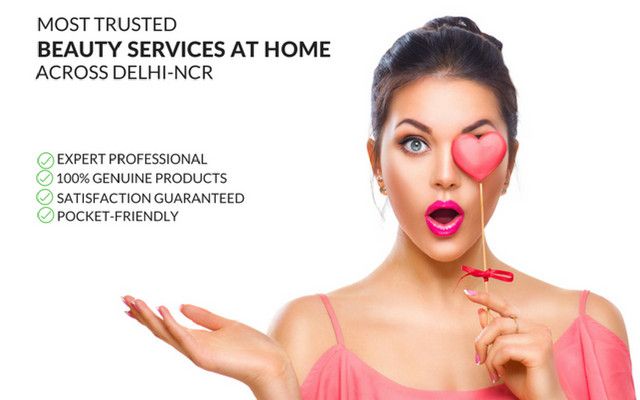 MOST TRUSTED
BEAUTY SERVICES AT HOME
ACROSS DELHI-NCR
EXPERT PROFESSIONAL
100% GENUINE PRODUCTS
SATISFACTION GUARANTEED
POCKET-FRIENDLY